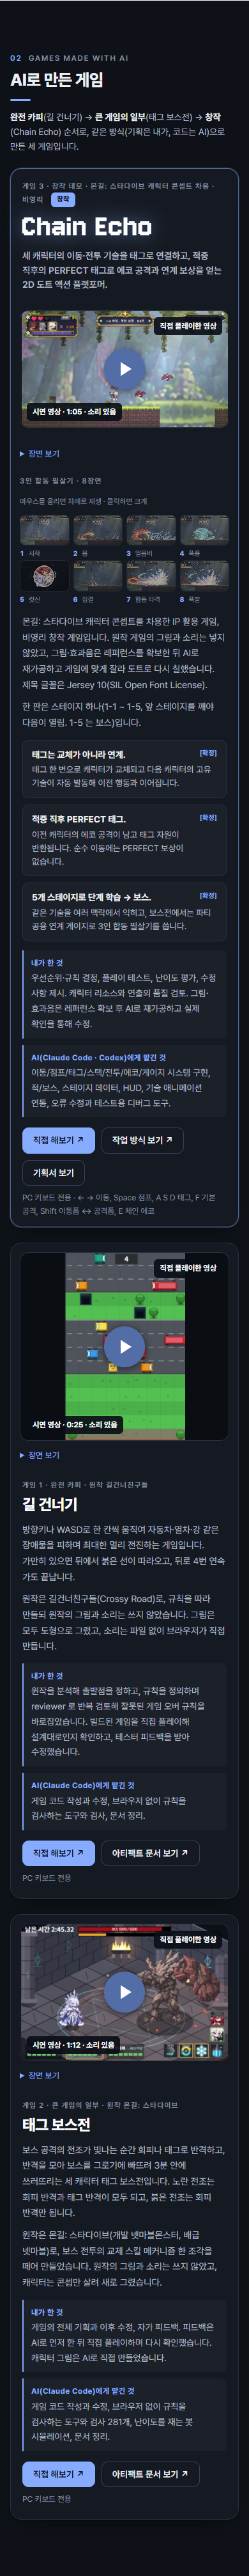 02 GAMES MADE WITH AI
AI로 만든 게임
완전 카피(길 건너기) → 큰 게임의 일부(태그 보스전) → 창작
(Chain Echo) 순서로, 같은 방식(기획은 내가, 코드는 AI)으로
만든 세 게임입니다.
게임 3 · 창작 데모 · 몬길: 스타다이브 캐릭터 콘셉트 차용 ·
비영리 창작
Chain Echo
세 캐릭터의 이동·전투 기술을 태그로 연결하고, 적중
직후의 PERFECT 태그로 에코 공격과 연계 보상을 얻는
2D 도트 액션 플랫포머.
직접 플레이한 영상
시연 영상 · 1:05 · 소리 있음
▶ 장면 보기
3인 합동 필살기 · 8장면
마우스를 올리면 차례로 재생 · 클릭하면 크게
1 시작
2 용
3 얼음비
4 폭풍
5 컷신
6 집결
7 합동 타격
8 폭발
몬길: 스타다이브 캐릭터 콘셉트를 차용한 IP 활용 게임,
비영리 창작 게임입니다. 원작 게임의 그림과 소리는 넣지
않았고, 그림·효과음은 레퍼런스를 확보한 뒤 AI로
재가공하고 게임에 맞게 잘라 도트로 다시 찍었습니다.
제목 글꼴은 Jersey 10(SIL Open Font License).
한 판은 스테이지 하나(1-1 ~ 1-5, 앞 스테이지를 깨야
다음이 열림. 1-5 는 보스)입니다.
태그는 교체가 아니라 연계. [확정]
태그 한 번으로 캐릭터가 교체되고 다음 캐릭터의 고유
기술이 자동 발동해 이전 행동과 이어집니다.
적중 직후 PERFECT 태그. [확정]
이전 캐릭터의 에코 공격이 남고 태그 자원이
반환됩니다. 순수 이동에는 PERFECT 보상이
없습니다.
5개 스테이지로 단계 학습 → 보스. [확정]
같은 기술을 여러 맥락에서 익히고, 보스전에서는 파티
공용 연계 게이지로 3인 합동 필살기를 씁니다.
내가 한 것
우선순위·규칙 결정, 플레이 테스트, 난이도 평가, 수정
사항 제시. 캐릭터 리소스와 연출의 품질 검토. 그림·
효과음은 레퍼런스 확보 후 AI로 재가공하고 실제
확인을 통해 수정.
AI(Claude Code · Codex)에게 맡긴 것
이동/점프/태그/스택/전투/에코/게이지 시스템 구현,
적/보스, 스테이지 데이터, HUD, 기술 애니메이션
연동, 오류 수정과 테스트용 디버그 도구.
직접 해보기 ↗
작업 방식 보기 ↗
기획서 보기
PC 키보드 전용 · ← → 이동, Space 점프, A S D 태그, F 기본
공격, Shift 이동폼 ↔ 공격폼, E 체인 에코
4
직접 플레이한 영상
시연 영상 · 0:25 · 소리 있음
▶ 장면 보기
게임 1 · 완전 카피 · 원작 길건너친구들
길 건너기
방향키나 WASD로 한 칸씩 움직여 자동차·열차·강 같은
장애물을 피하며 최대한 멀리 전진하는 게임입니다.
가만히 있으면 뒤에서 붉은 선이 따라오고, 뒤로 4번 연속
가도 끝납니다.
원작은 길건너친구들(Crossy Road)로, 규칙을 따라
만들되 원작의 그림과 소리는 쓰지 않았습니다. 그림은
모두 도형으로 그렸고, 소리는 파일 없이 브라우저가 직접
만듭니다.
내가 한 것
원작을 분석해 출발점을 정하고, 규칙을 정의하며
reviewer 로 반복 검토해 잘못된 게임 오버 규칙을
바로잡았습니다. 빌드된 게임을 직접 플레이해
설계대로인지 확인하고, 테스터 피드백을 받아
수정했습니다.
AI(Claude Code)에게 맡긴 것
게임 코드 작성과 수정, 브라우저 없이 규칙을
검사하는 도구와 검사, 문서 정리.
직접 해보기 ↗
아티팩트 문서 보기 ↗
PC 키보드 전용
남은 시간 2:45.32
직접 플레이한 영상
시연 영상 · 1:12 · 소리 있음
▶ 장면 보기
게임 2 · 큰 게임의 일부 · 원작 몬길: 스타다이브
태그 보스전
보스 공격의 전조가 빛나는 순간 회피나 태그로 반격하고,
반격을 모아 보스를 그로기에 빠뜨려 3분 안에
쓰러뜨리는 세 캐릭터 태그 보스전입니다. 노란 전조는
회피 반격과 태그 반격이 모두 되고, 붉은 전조는 회피
반격만 됩니다.
원작은 몬길: 스타다이브(개발 넷마블몬스터, 배급
넷마블)로, 보스 전투의 교체 스킬 메커니즘 한 조각을
떼어 만들었습니다. 원작의 그림과 소리는 쓰지 않았고,
캐릭터는 콘셉만 살려 새로 그렸습니다.
내가 한 것
게임의 전체 기획과 이후 수정, 자가 피드백. 피드백은
AI로 먼저 한 뒤 직접 플레이하며 다시 확인했습니다.
캐릭터 그림은 AI로 직접 만들었습니다.
AI(Claude Code)에게 맡긴 것
게임 코드 작성과 수정, 브라우저 없이 규칙을
검사하는 도구와 검사 281개, 난이도를 재는 봇
시뮬레이션, 문서 정리.
직접 해보기 ↗
아티팩트 문서 보기 ↗
PC 키보드 전용